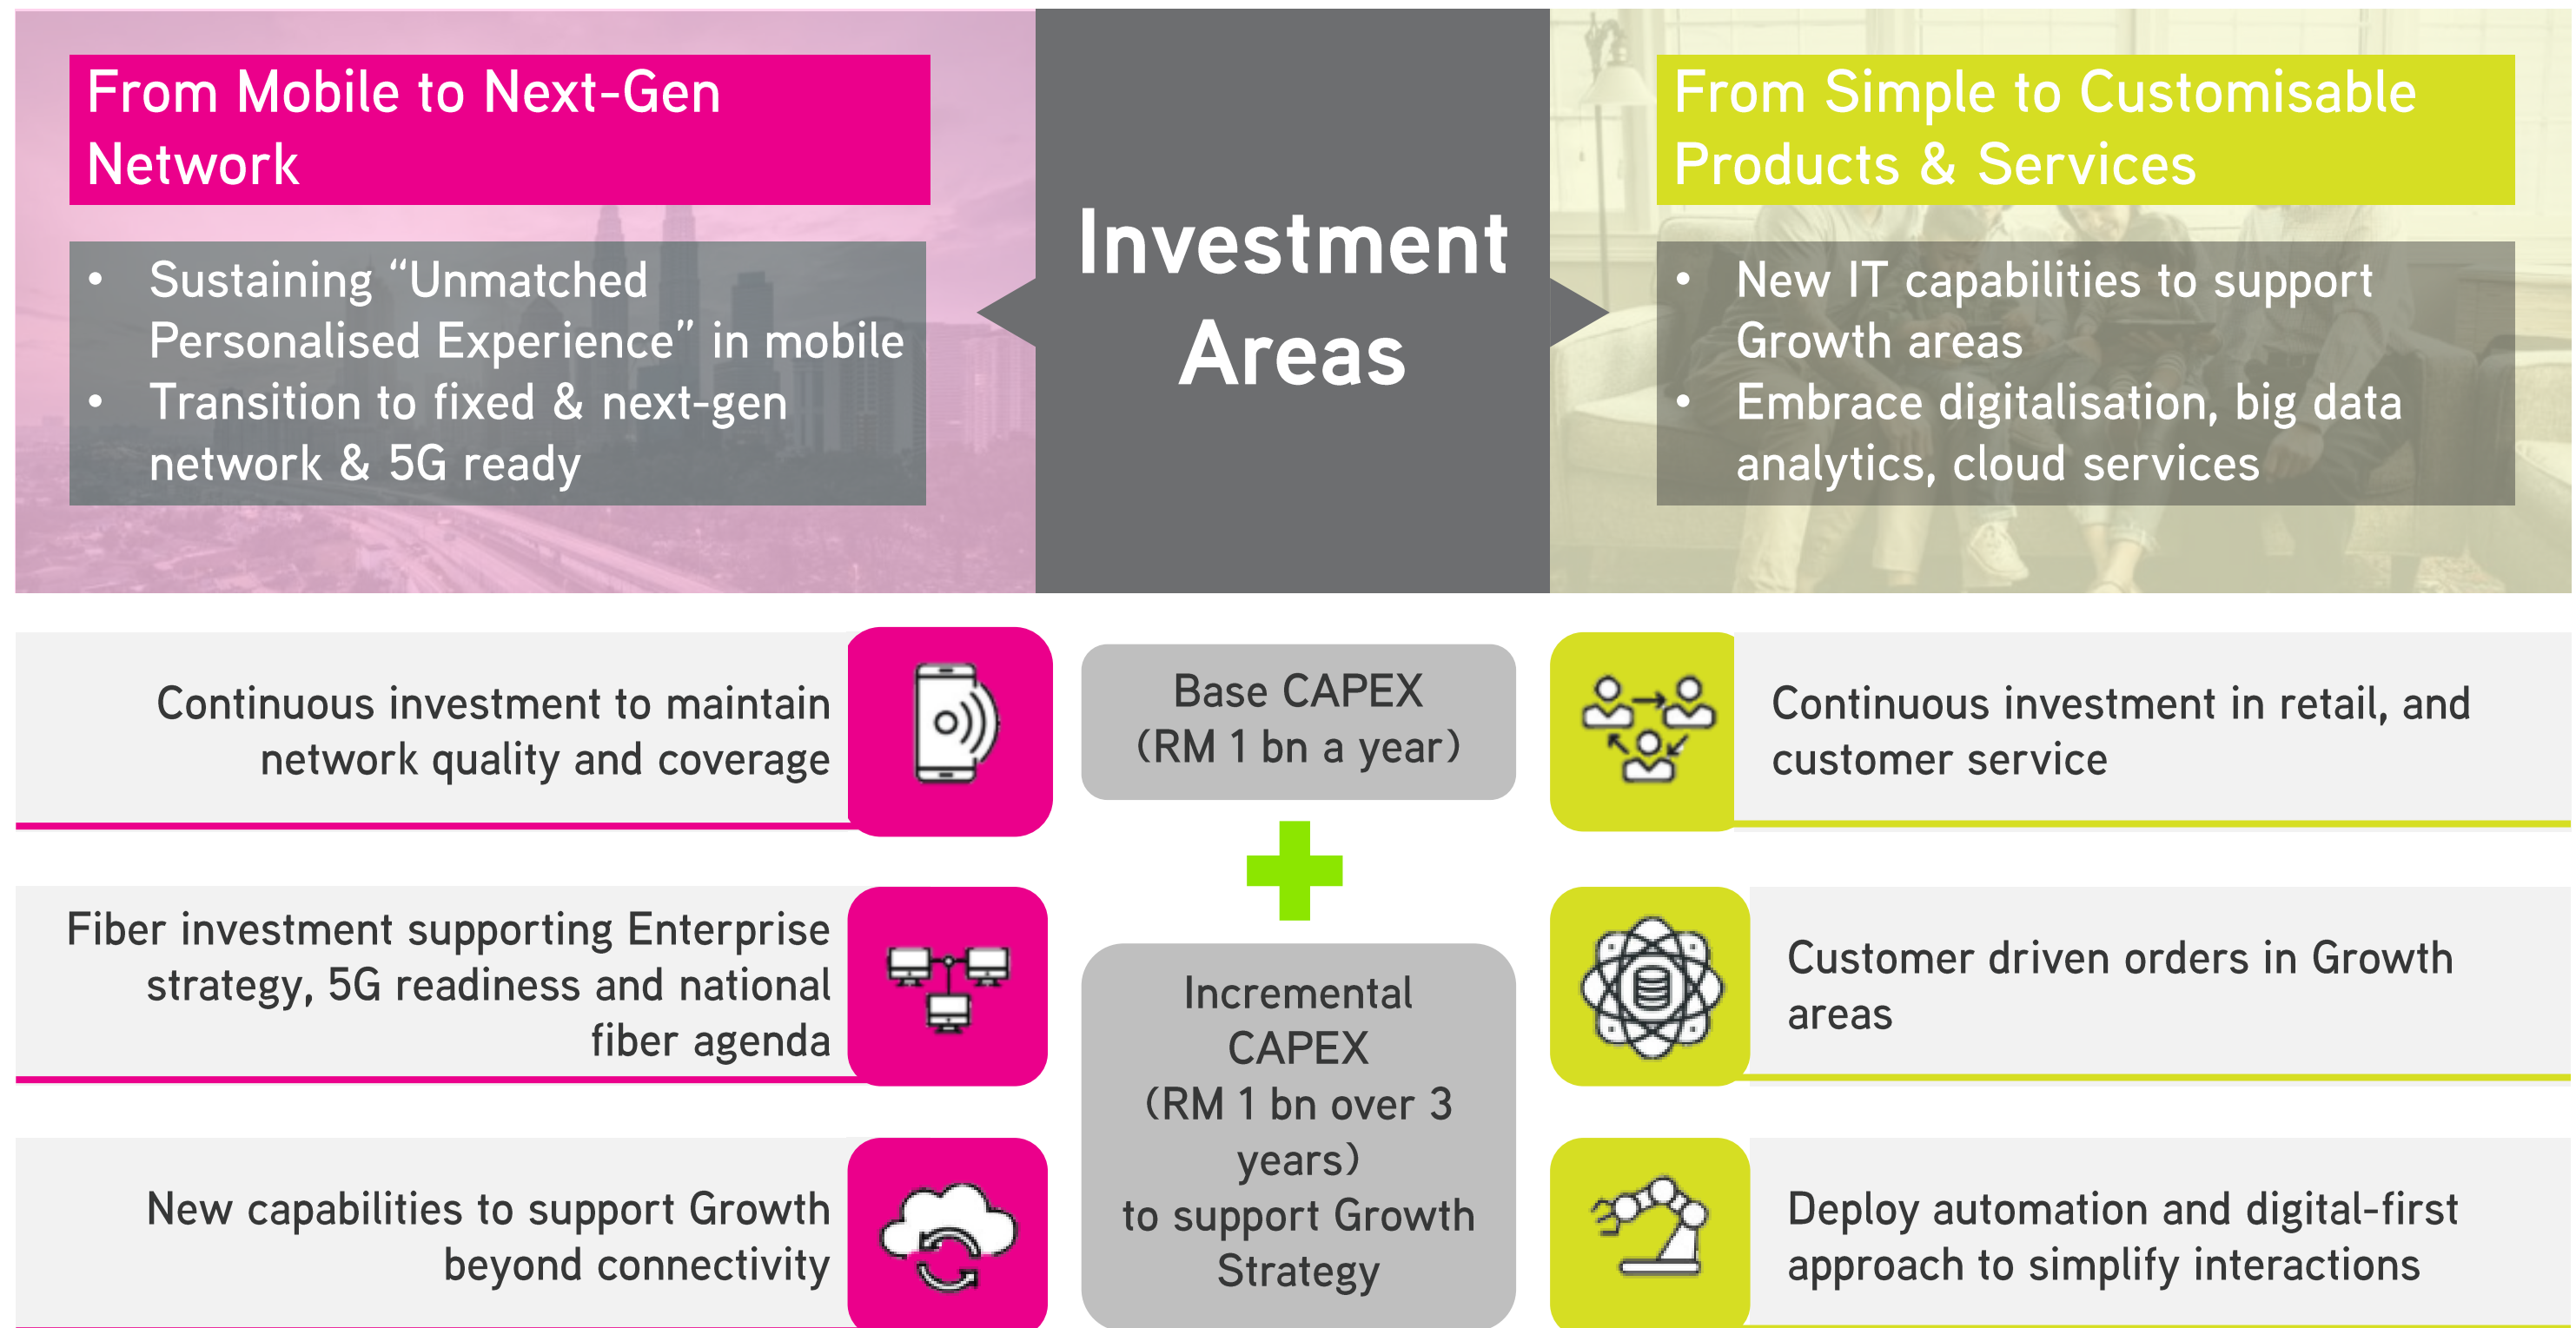 From Mobile to Next-Gen
Network
• Sustaining “Unmatched
Personalised Experience” in mobile
• Transition to fixed & next-gen
network & 5G ready
Investment
Areas
From Simple to Customisable
Products & Services
• New IT capabilities to support
Growth areas
• Embrace digitalisation, big data
analytics, cloud services
Continuous investment to maintain
network quality and coverage
Fiber investment supporting Enterprise
strategy, 5G readiness and national
fiber agenda
New capabilities to support Growth
beyond connectivity
Base CAPEX
(RM 1 bn a year)
Incremental
CAPEX
(RM 1 bn over 3
years)
to support Growth
Strategy
Continuous investment in retail, and
customer service
Customer driven orders in Growth
areas
Deploy automation and digital-first
approach to simplify interactions